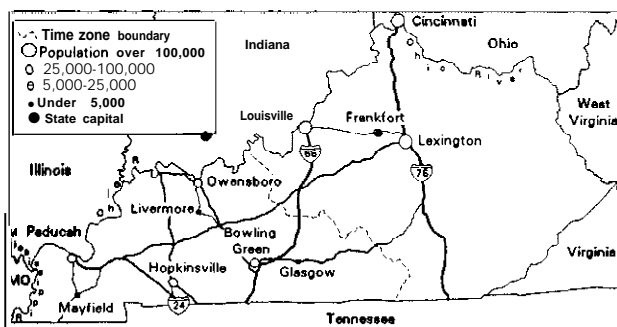 Time zone boundary
Population over 100,000
25,000-100,000
5,000-25,000
Under 5,000
State capital
Cincinnati
Indiana
Ohio
Ohio River
West
Virginia
Louisville
Frankfort
Lexington
Illinois
Owensboro
Livermore
Paducah
Bowling
Green
Glasgow
Hopkinsville
Mayfield
MO
Virginia
Tennessee
75
24